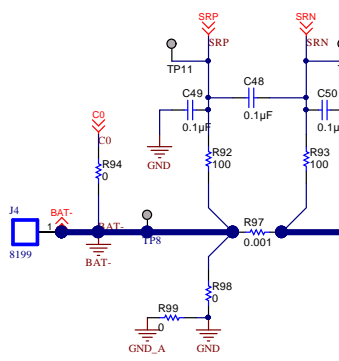 SRP
SRN
SRP
SRN
TP11
C48
C49
C50
0.1µF
0.1µF
0.1µF
C0
C0
GND
R92
100
R93
100
R94
0
J4
BAT-
1
8199
BAT-
BAT-
TP8
R97
0.001
R98
0
R99
0
GND_A
GND